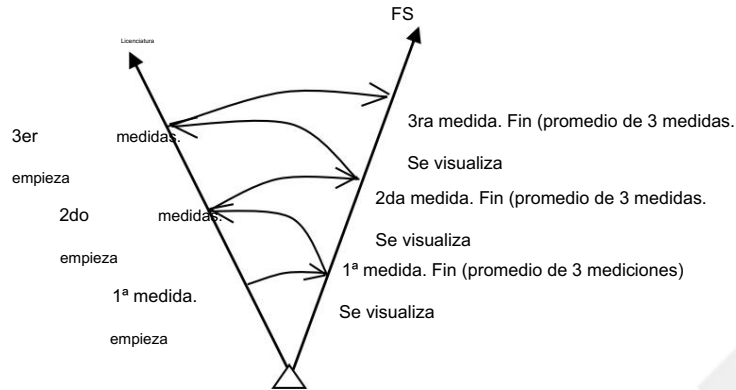 FS
Licenciatura
3ra medida. Fin (promedio de 3 medidas.
3er medidas.
Se visualiza
empieza
2da medida. Fin (promedio de 3 medidas.
2do medidas.
Se visualiza
empieza
1ª medida. Fin (promedio de 3 mediciones)
1ª medida.
Se visualiza
empieza